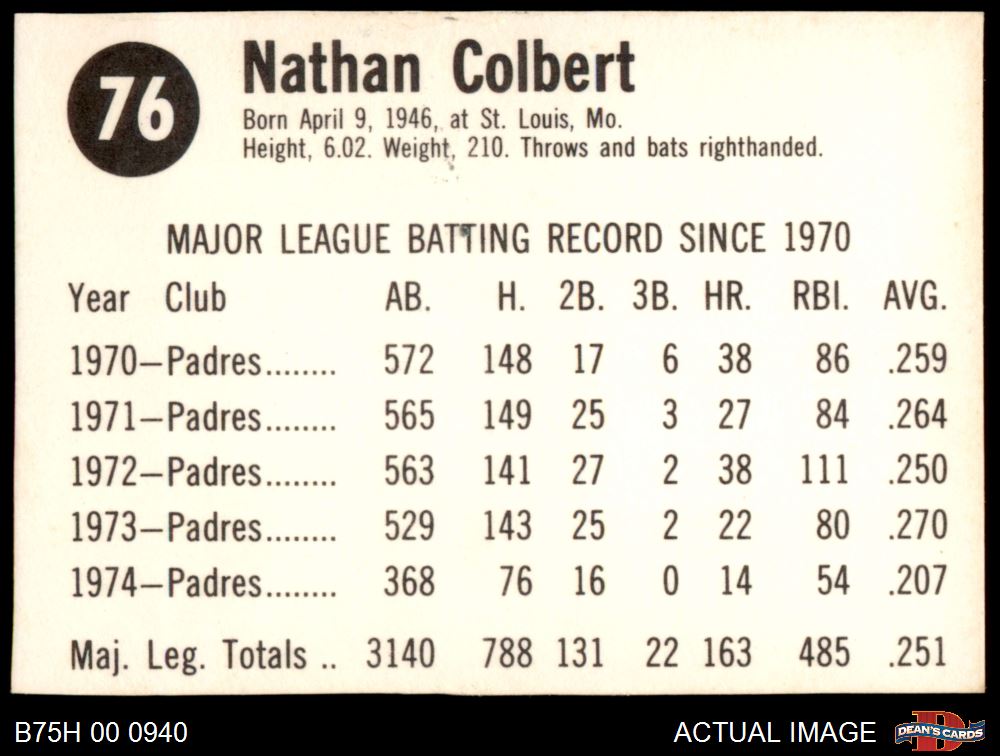 76
Nathan Colbert
Born April 9, 1946, at St. Louis, Mo.
Height, 6.02. Weight, 210. Throws and bats righthanded.
MAJOR LEAGUE BATTING RECORD SINCE 1970
Year Club AB. H. 2B. 3B. HR. RBI. AVG.
1970—Padres........ 572 148 17 6 38 86 .259
1971—Padres........ 565 149 25 3 27 84 .264
1972—Padres........ 563 141 27 2 38 111 .250
1973—Padres........ 529 143 25 2 22 80 .270
1974—Padres........ 368 76 16 0 14 54 .207
Maj. Leg. Totals .. 3140 788 131 22 163 485 .251
B75H 00 0940
ACTUAL IMAGE
D
DEAN'S CARDS